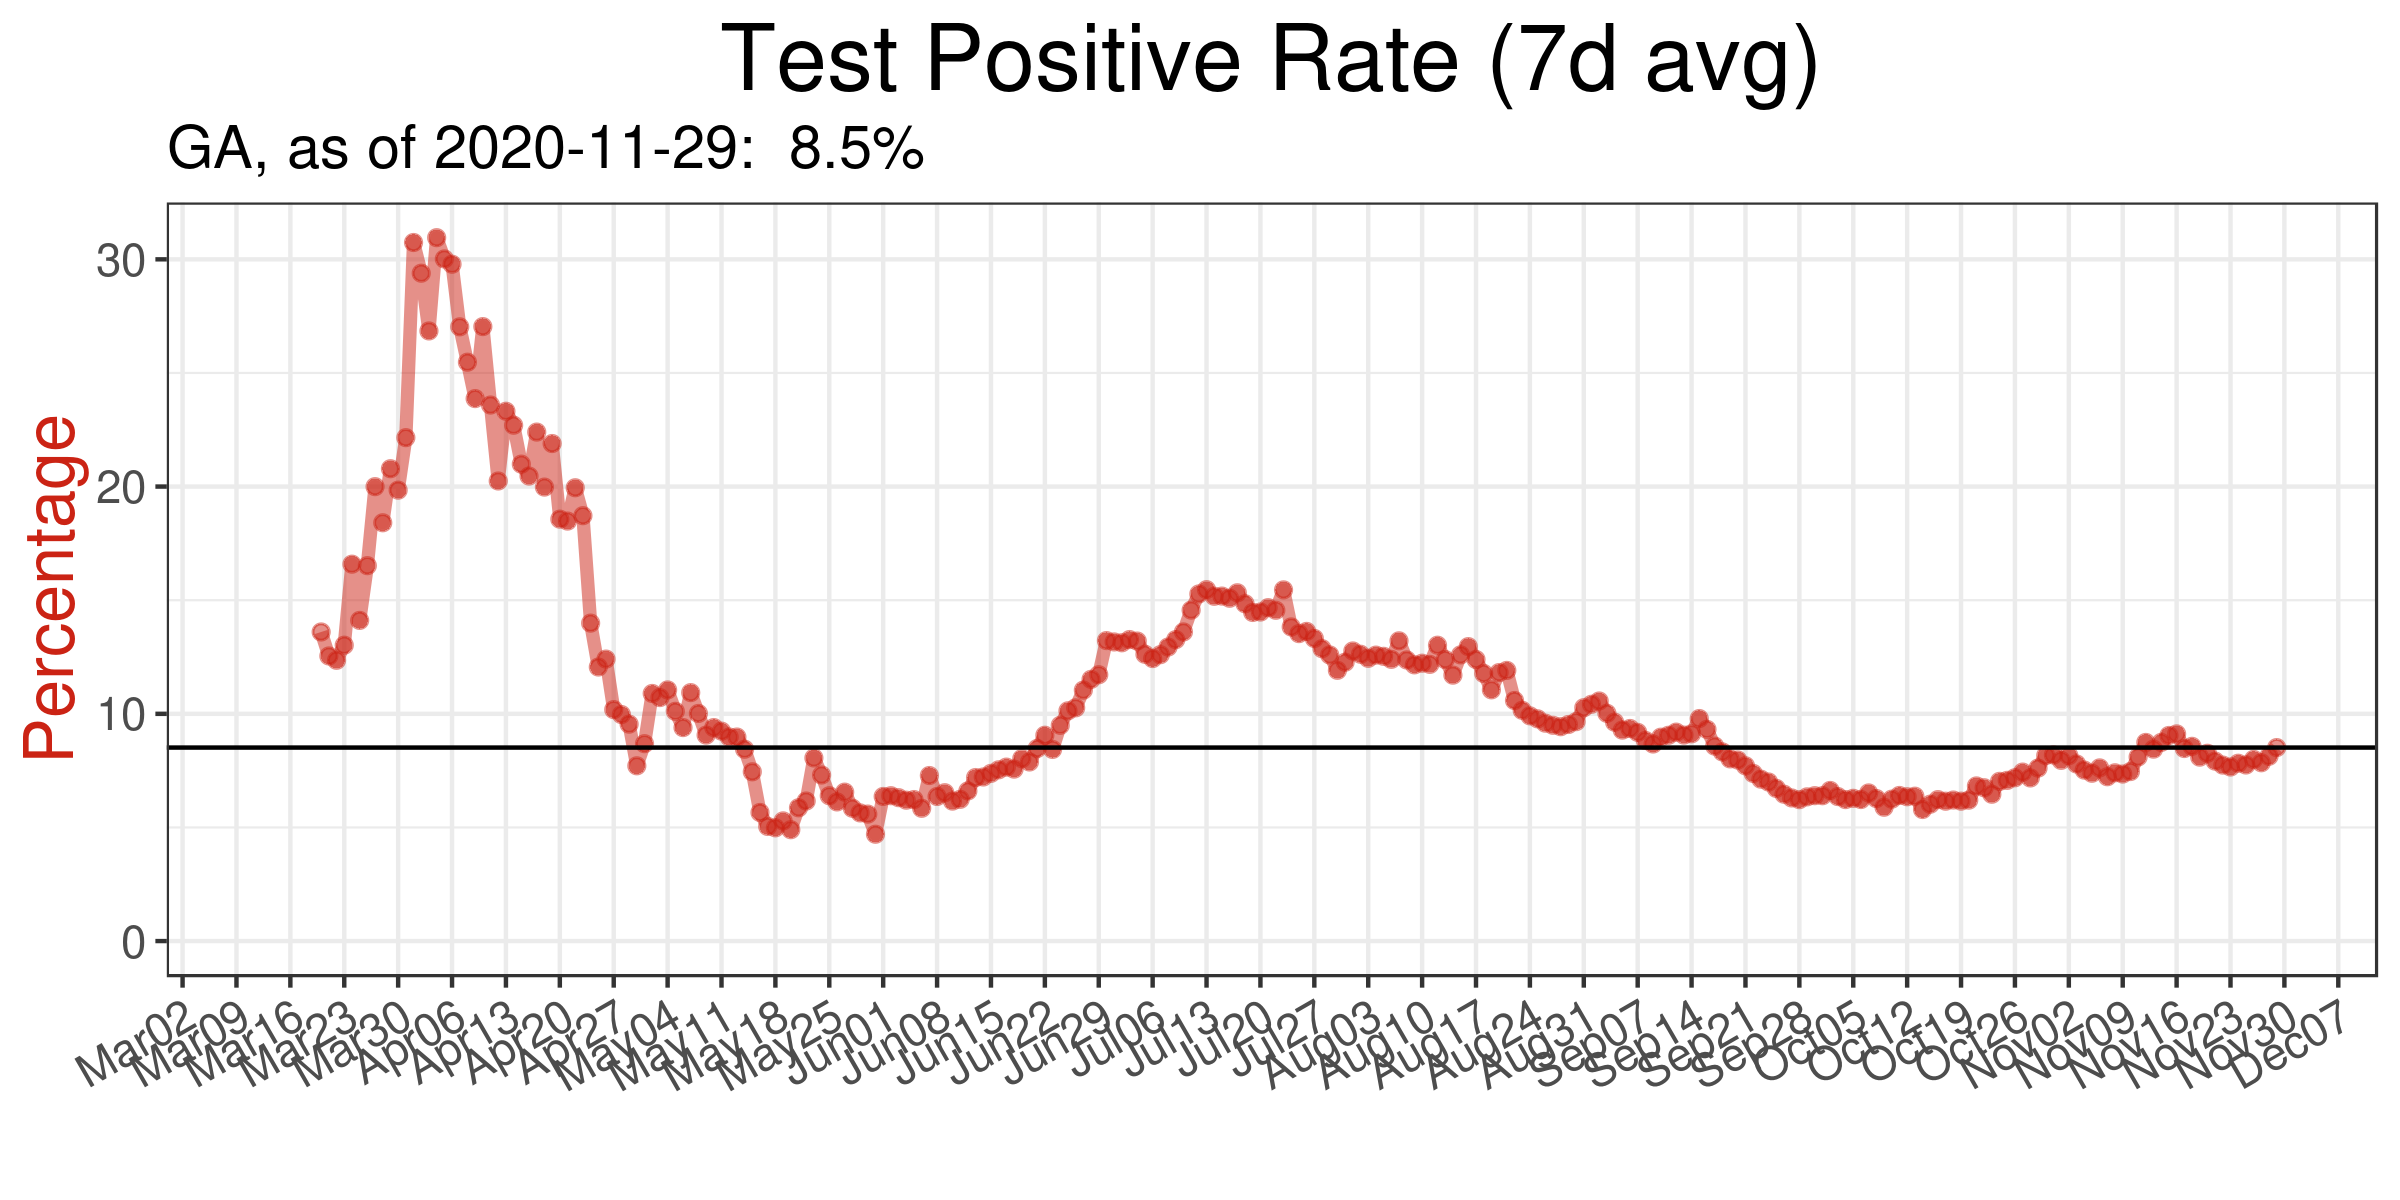 Test Positive Rate (7d avg)
GA, as of 2020-11-29:  8.5%
Percentage
30
20
10
0
Mar02
Mar09
Mar16
Mar23
Mar30
Apr06
Apr13
Apr20
Apr27
May04
May11
May18
May25
Jun01
Jun08
Jun15
Jun22
Jun29
Jul06
Jul13
Jul20
Jul27
Aug03
Aug10
Aug17
Aug24
Aug31
Sep07
Sep14
Sep21
Sep28
Oct05
Oct12
Oct19
Oct26
Nov02
Nov09
Nov16
Nov23
Nov30
Dec07